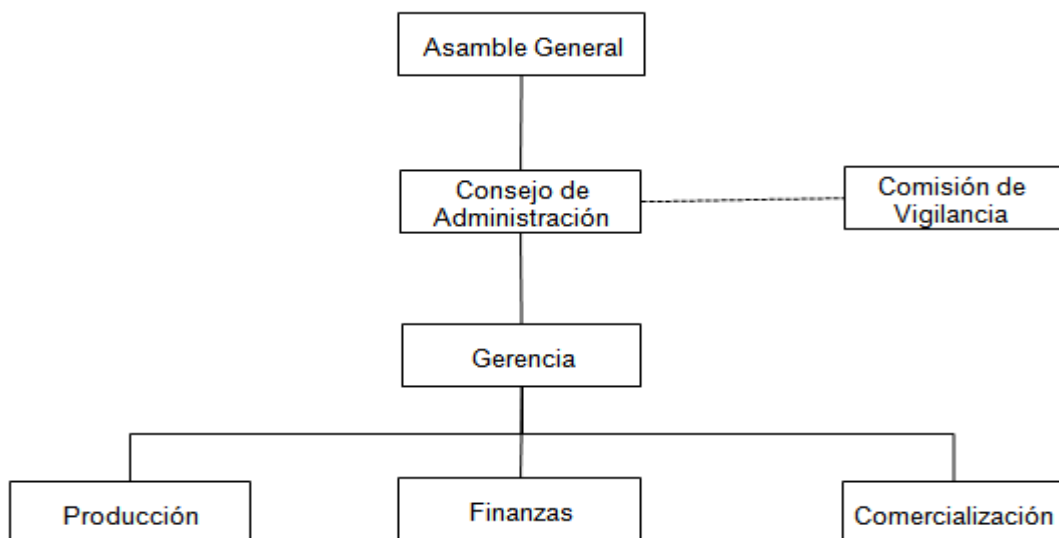 Asamble General
Consejo de
Administración
Comisión de
Vigilancia
Gerencia
Producción
Finanzas
Comercialización